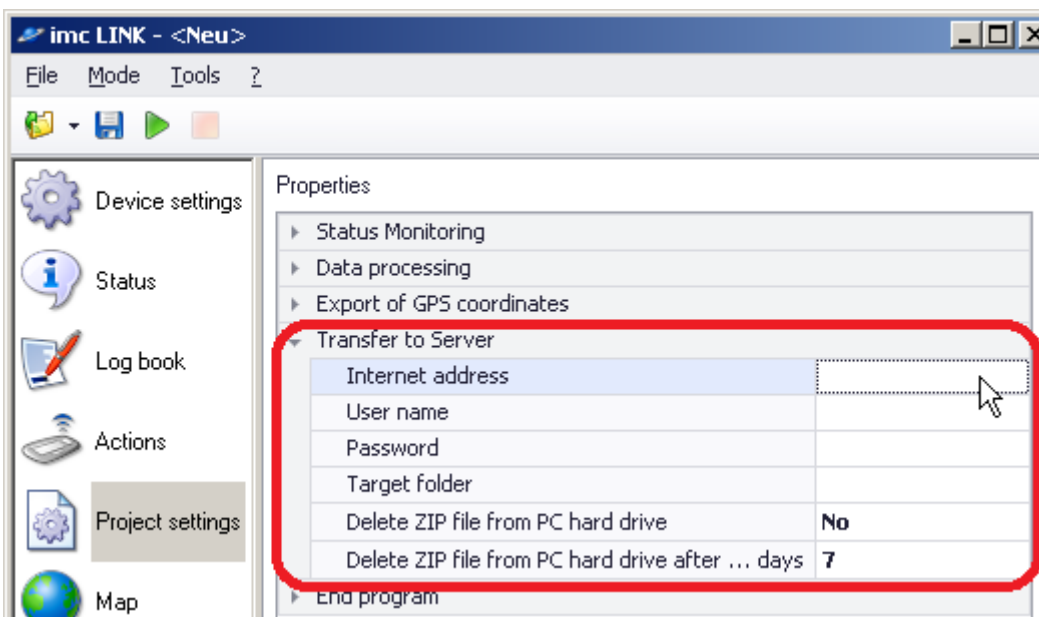 imc LINK - <Neu>
File Mode Tools ?
Device settings
Status
Log book
Actions
Project settings
Map
Properties
Status Monitoring
Data processing
Export of GPS coordinates
Transfer to Server
Internet address
User name
Password
Target folder
Delete ZIP file from PC hard drive No
Delete ZIP file from PC hard drive after ... days 7
End program